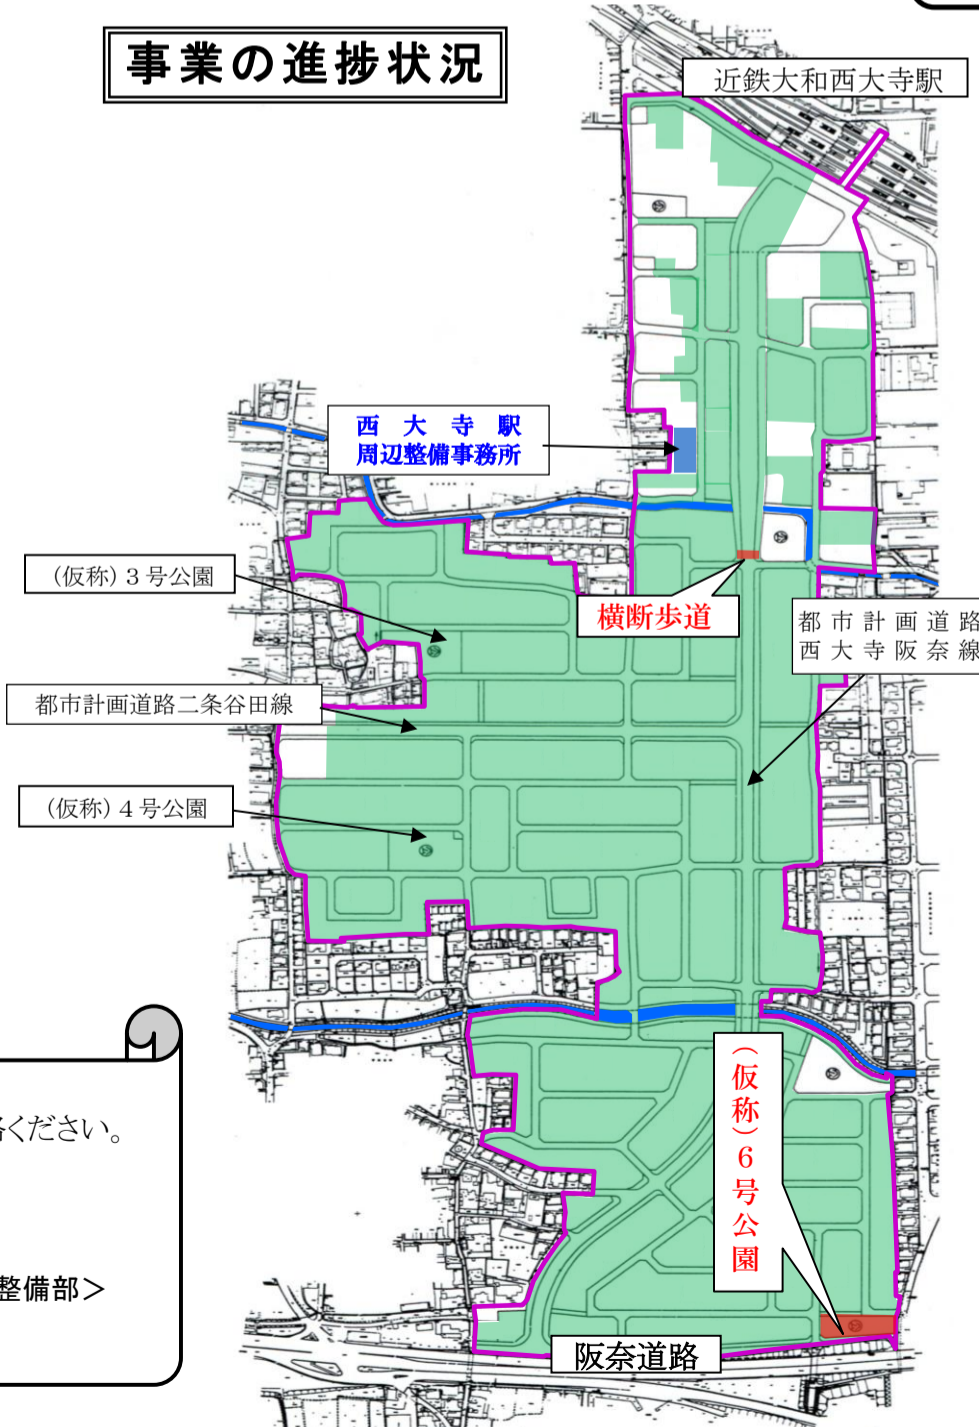 事業の進捗状況
近鉄大和西大寺駅
西大寺駅
周辺整備事務所
(仮称)3号公園
横断歩道
都市計画道路
西大寺阪奈線
都市計画道路二条谷田線
(仮称)4号公園
(仮称)6号公園
ください。
整備部＞
阪奈道路